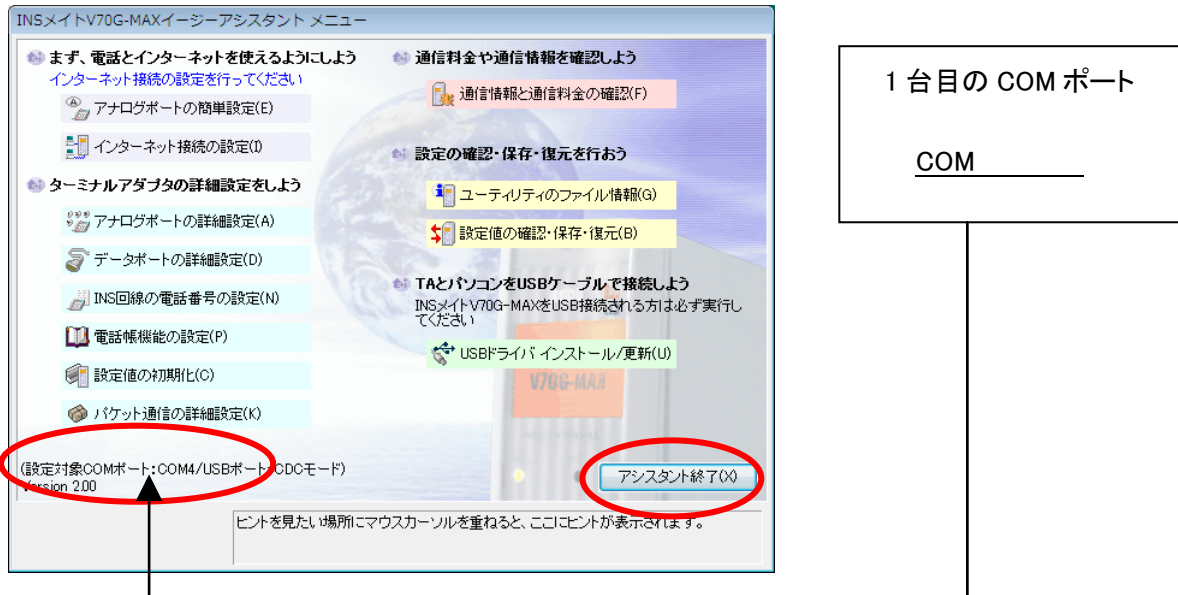 INSメイトV70G-MAXイージーアシスタント メニュー
まず、電話とインターネットを使えるようにしよう
インターネット接続の設定を行ってください
アナログポートの簡単設定(E)
インターネット接続の設定(I)
ターミナルアダプタの詳細設定をしよう
アナログポートの詳細設定(A)
データポートの詳細設定(D)
INS回線の電話番号の設定(N)
電話帳機能の設定(P)
設定値の初期化(C)
パケット通信の詳細設定(K)
(設定対象COMポート:COM4/USBポート:CDCモード)
Version 2.00
通信料金や通信情報を確認しよう
通信情報と通信料金の確認(F)
設定の確認・保存・復元を行おう
ユーティリティのファイル情報(G)
設定値の確認・保存・復元(B)
TAとパソコンをUSBケーブルで接続しよう
INSメイトV70G-MAXをUSB接続される方は必ず実行し
てください
USBドライバ インストール/更新(U)
V70G-MAX
アシスタント終了(X)
ヒントを見たい場所にマウスカーソルを重ねると、ここにヒントが表示されます。
1 台目の COM ポート
COM